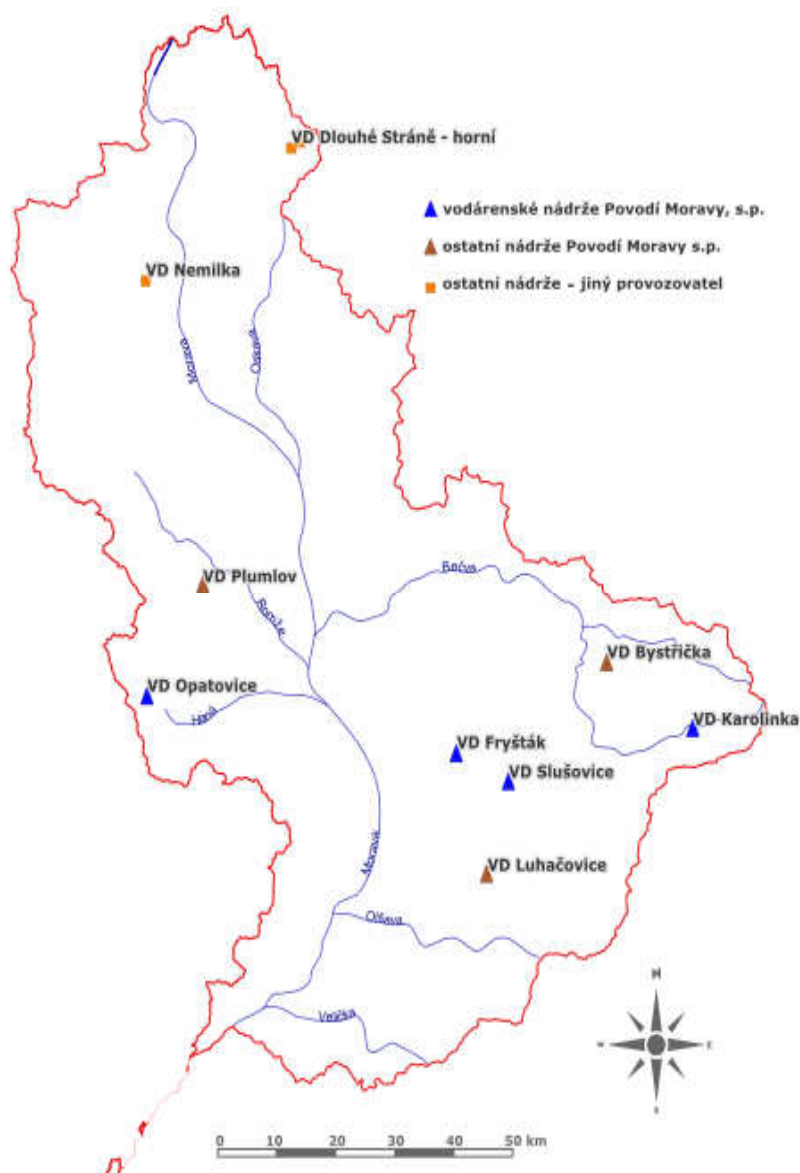 VD Dlouhé Stráně - horní
vodárenské nádrže Povodí Moravy, s.p.
ostatní nádrže Povodí Moravy s.p.
ostatní nádrže - jiný provozovatel
VD Nemilka
Morava
Oskava
Bečva
VD Plumlov
Romže
VD Bystřička
VD Opatovice
Haná
VD Karolinka
VD Fryšták
VD Slušovice
Morava
VD Luhačovice
Olšava
Velička
N
W
E
S
0 10 20 30 40 50 km